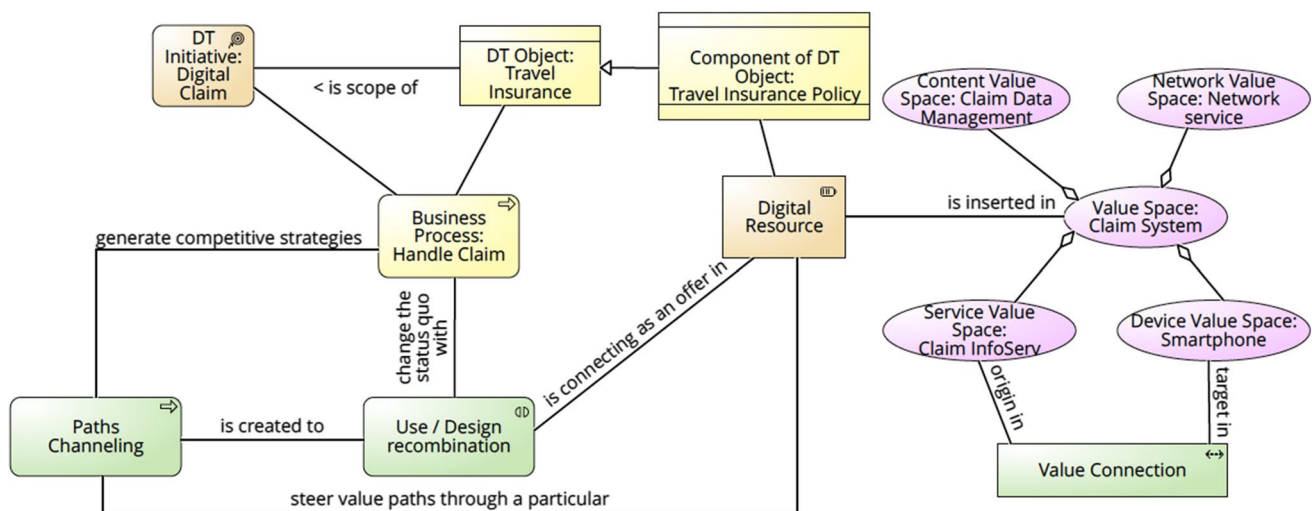 DT
Initiative:
Digital
Claim
< is scope of
DT Object:
Travel
Insurance
Component of DT
Object:
Travel Insurance Policy
Content Value
Space: Claim Data
Management
Network Value
Space: Network
service
Business
Process:
Handle Claim
Digital
Resource
is inserted in
Value Space:
Claim System
generate competitive strategies
change the
status quo
with
is connecting as an offer in
Service Value
Space:
Claim InfoServ
Device Value Space:
Smartphone
origin in
target in
Paths
Channeling
is created to
Use / Design
recombination
Value Connection
steer value paths through a particular